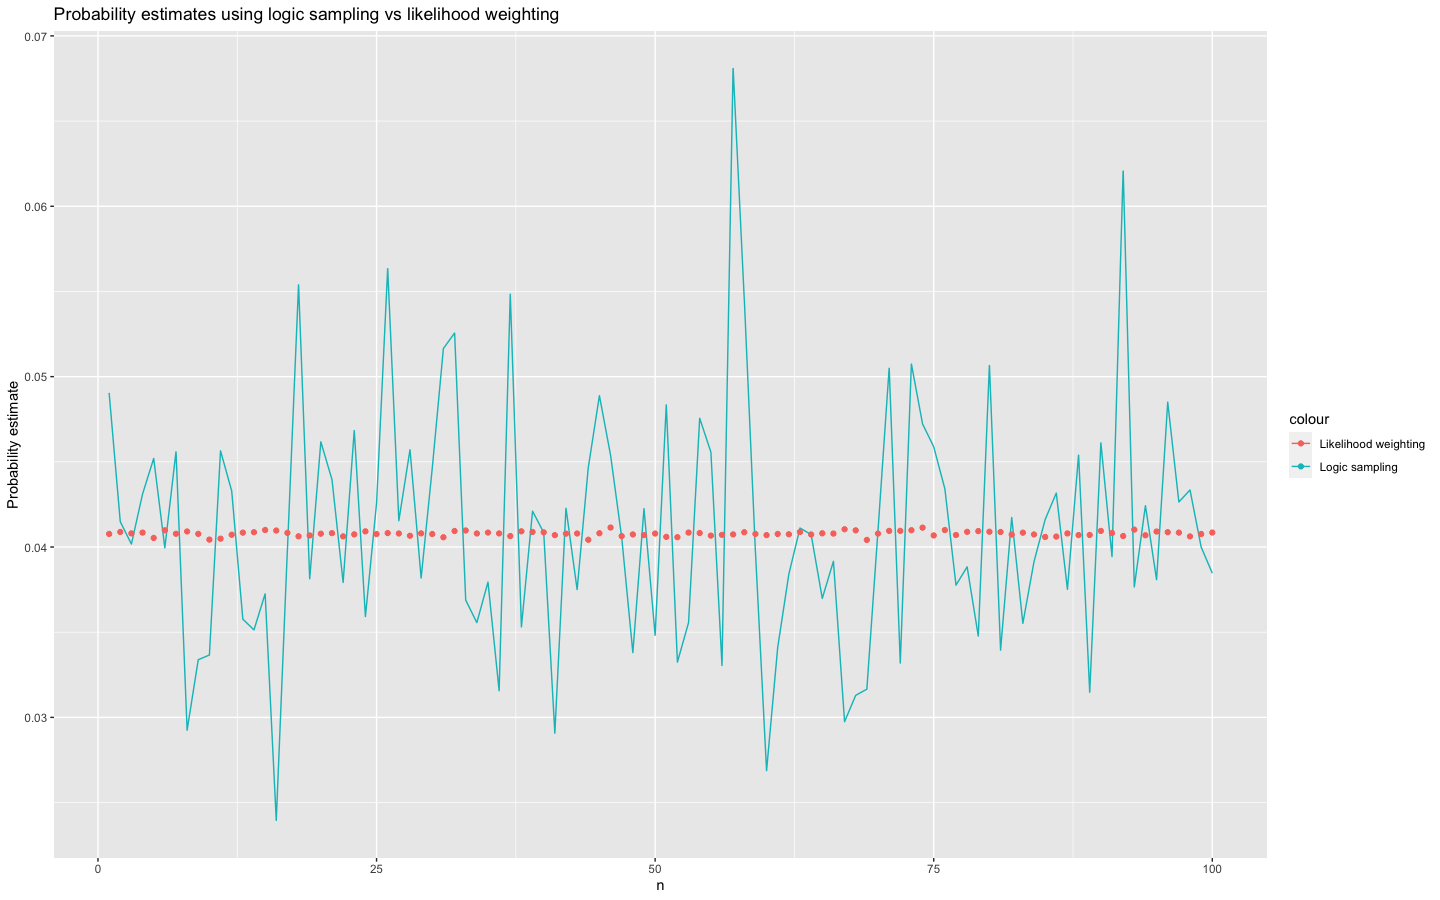 Probability estimates using logic sampling vs likelihood weighting
0.07
0.06
0.05
0.04
0.03
Probability estimate
0
25
50
75
100
n
colour
Likelihood weighting
Logic sampling